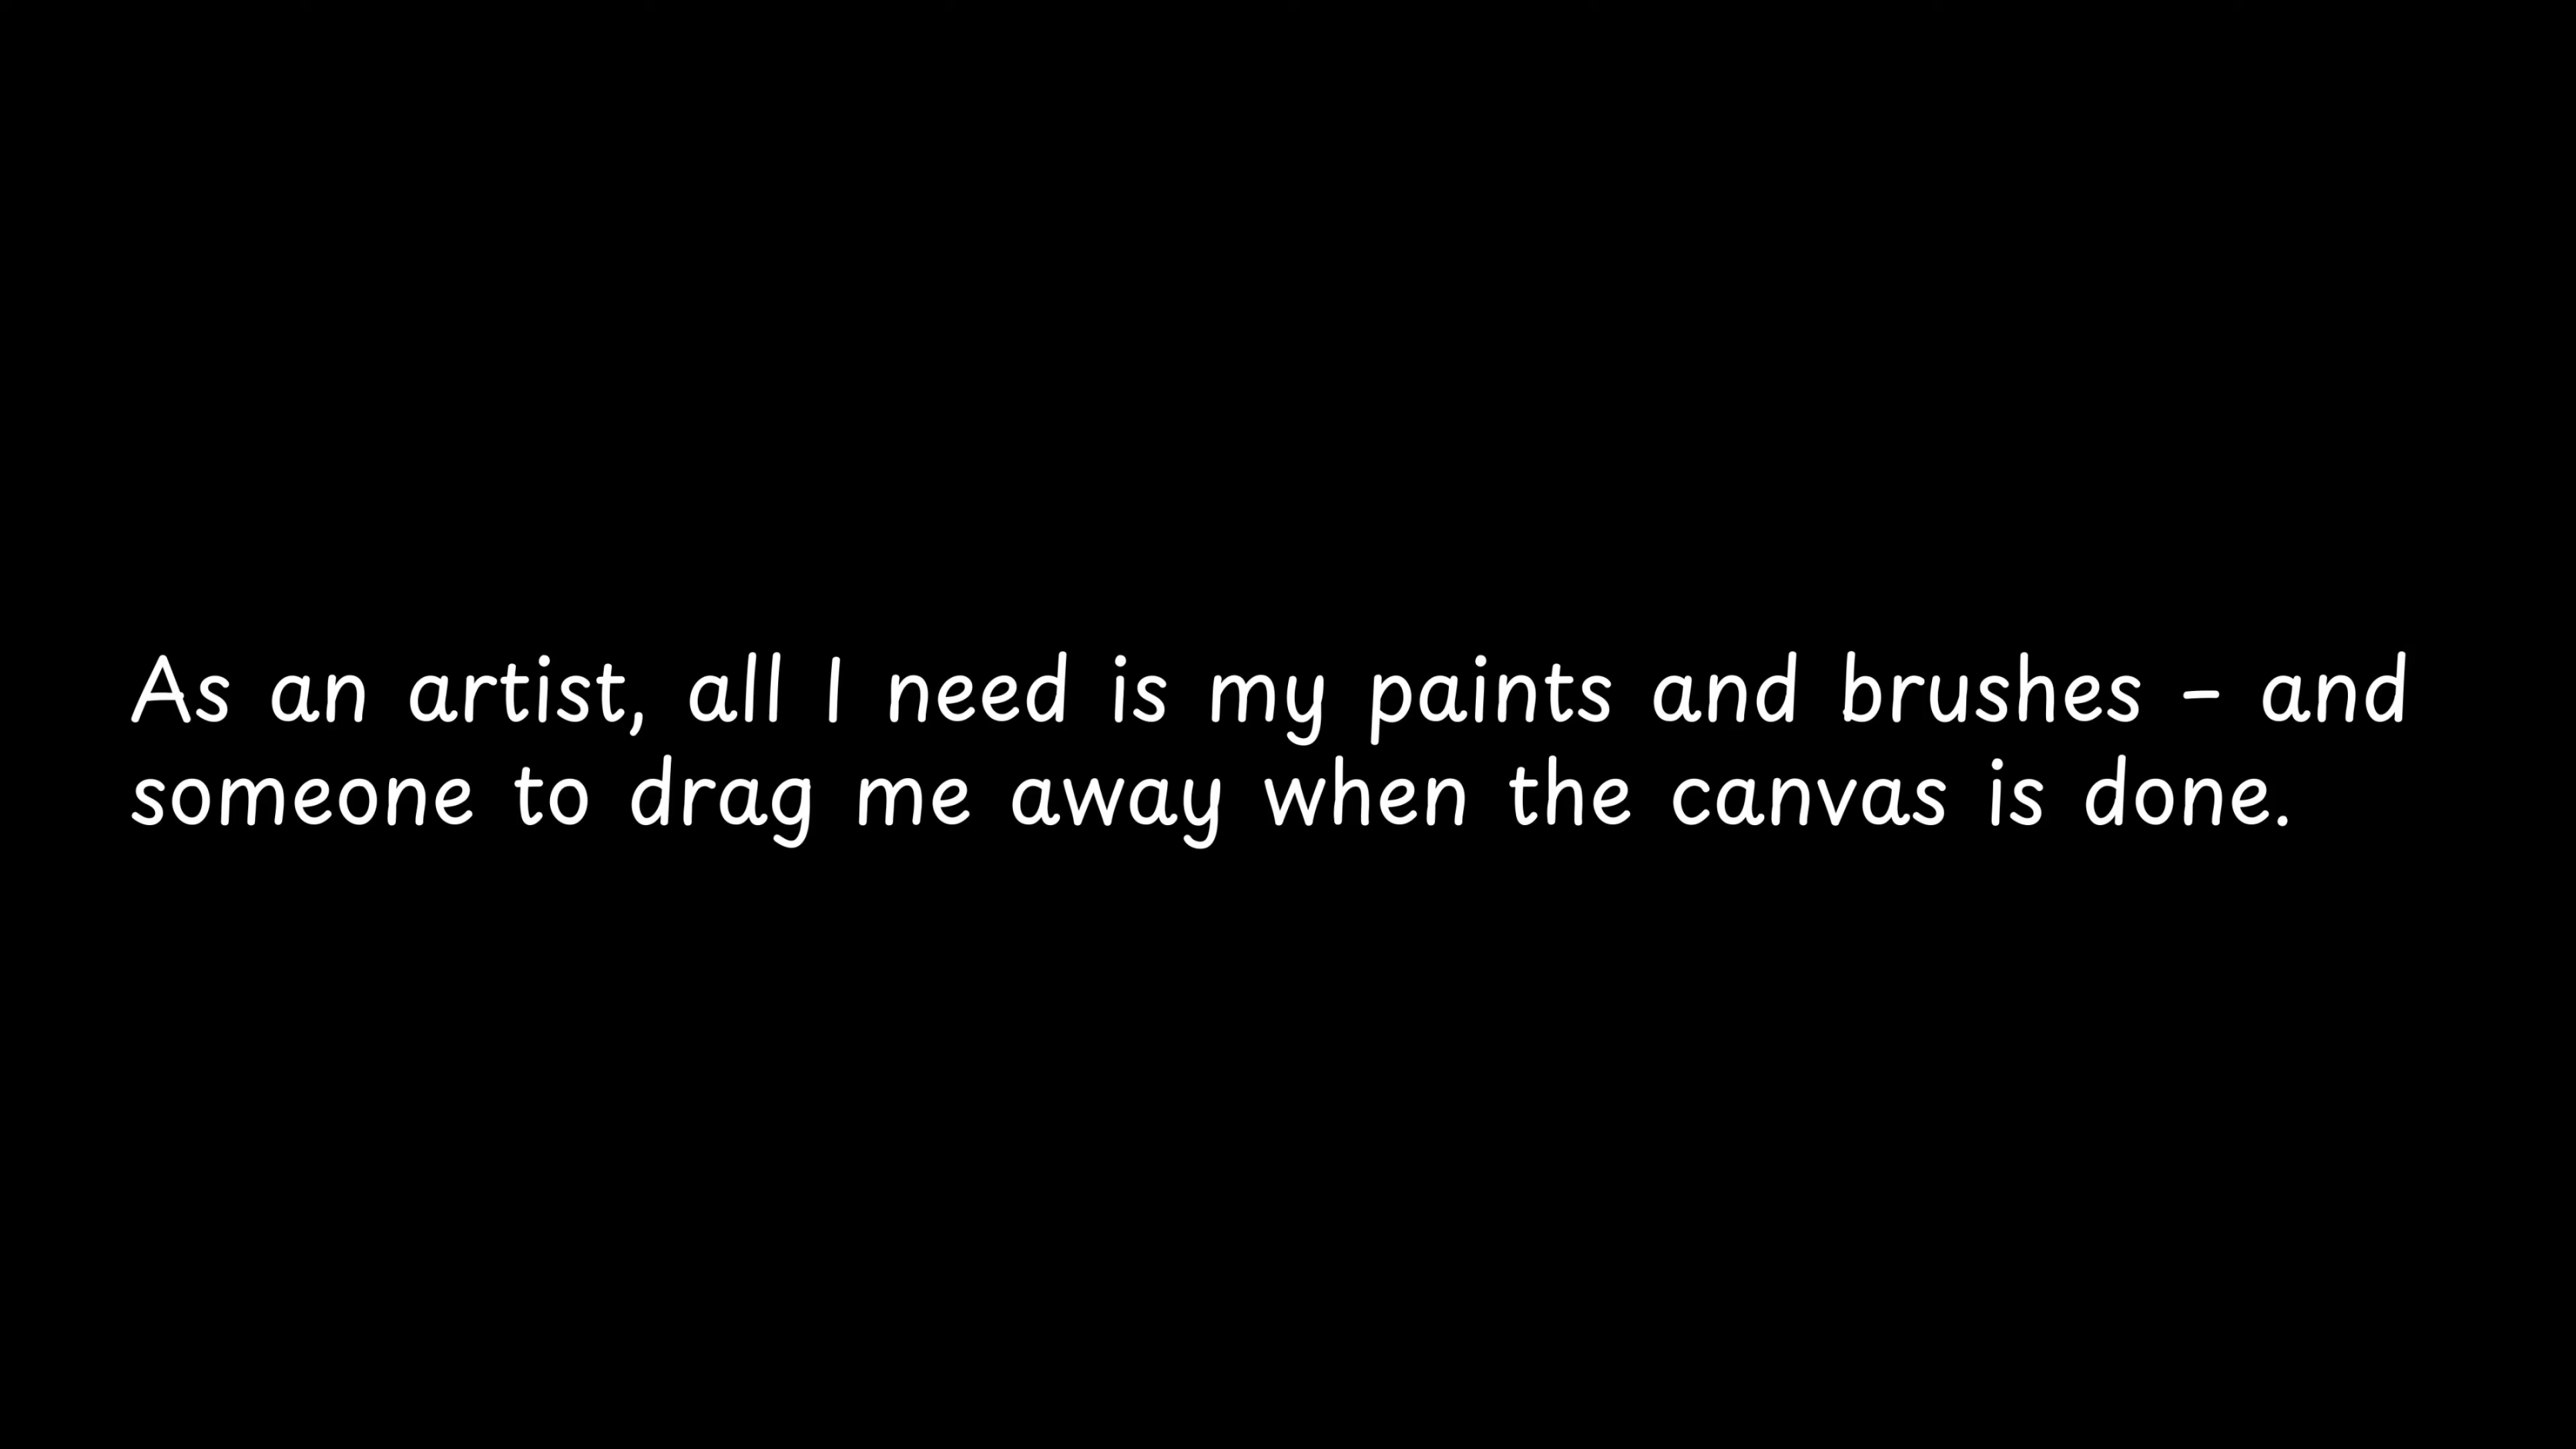 As an artist, all I need is my paints and brushes - and
someone to drag me away when the canvas is done.